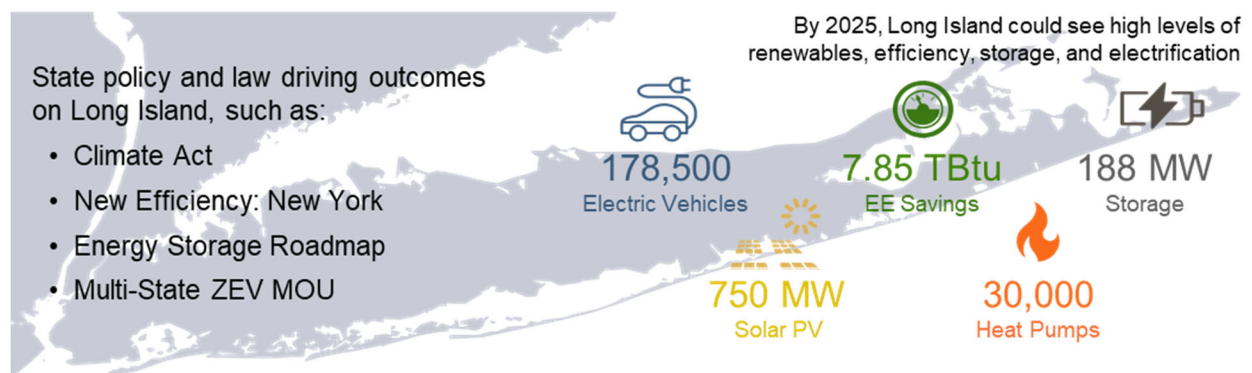 By 2025, Long Island could see high levels of
renewables, efficiency, storage, and electrification
State policy and law driving outcomes
on Long Island, such as:
• Climate Act
• New Efficiency: New York
• Energy Storage Roadmap
• Multi-State ZEV MOU
178,500
Electric Vehicles
7.85 TBtu
EE Savings
188 MW
Storage
750 MW
Solar PV
30,000
Heat Pumps